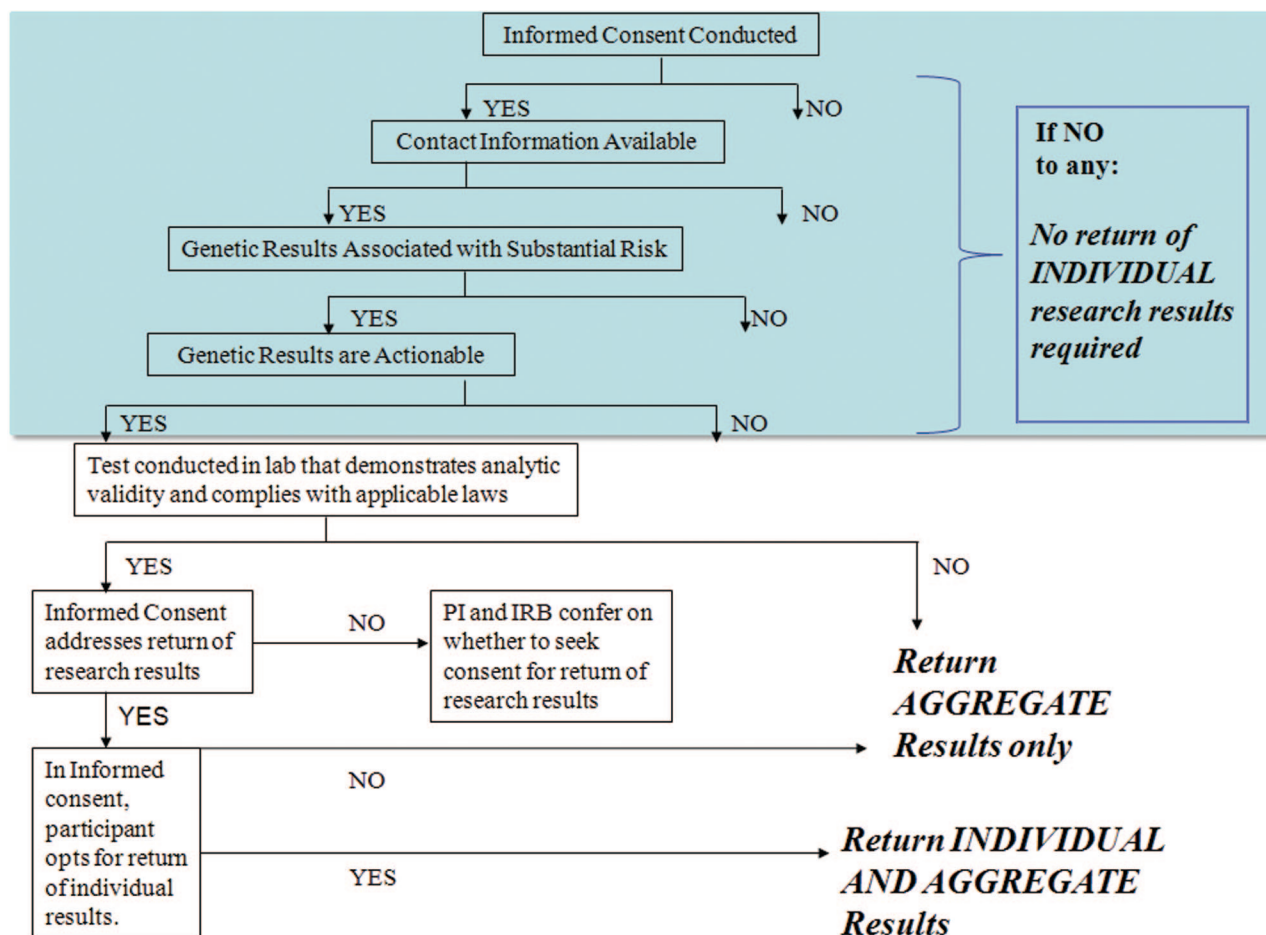 Informed Consent Conducted
YES
NO
Contact Information Available
YES
NO
Genetic Results Associated with Substantial Risk
YES
NO
Genetic Results are Actionable
YES
NO
If NO
to any:
No return of
INDIVIDUAL
research results
required
Test conducted in lab that demonstrates analytic
validity and complies with applicable laws
YES
NO
Informed Consent
addresses return of
research results
NO
PI and IRB confer on
whether to seek
consent for return of
research results
Return
AGGREGATE
Results only
YES
In Informed
consent,
participant
opts for return
of individual
results.
NO
YES
Return INDIVIDUAL
AND AGGREGATE
Results